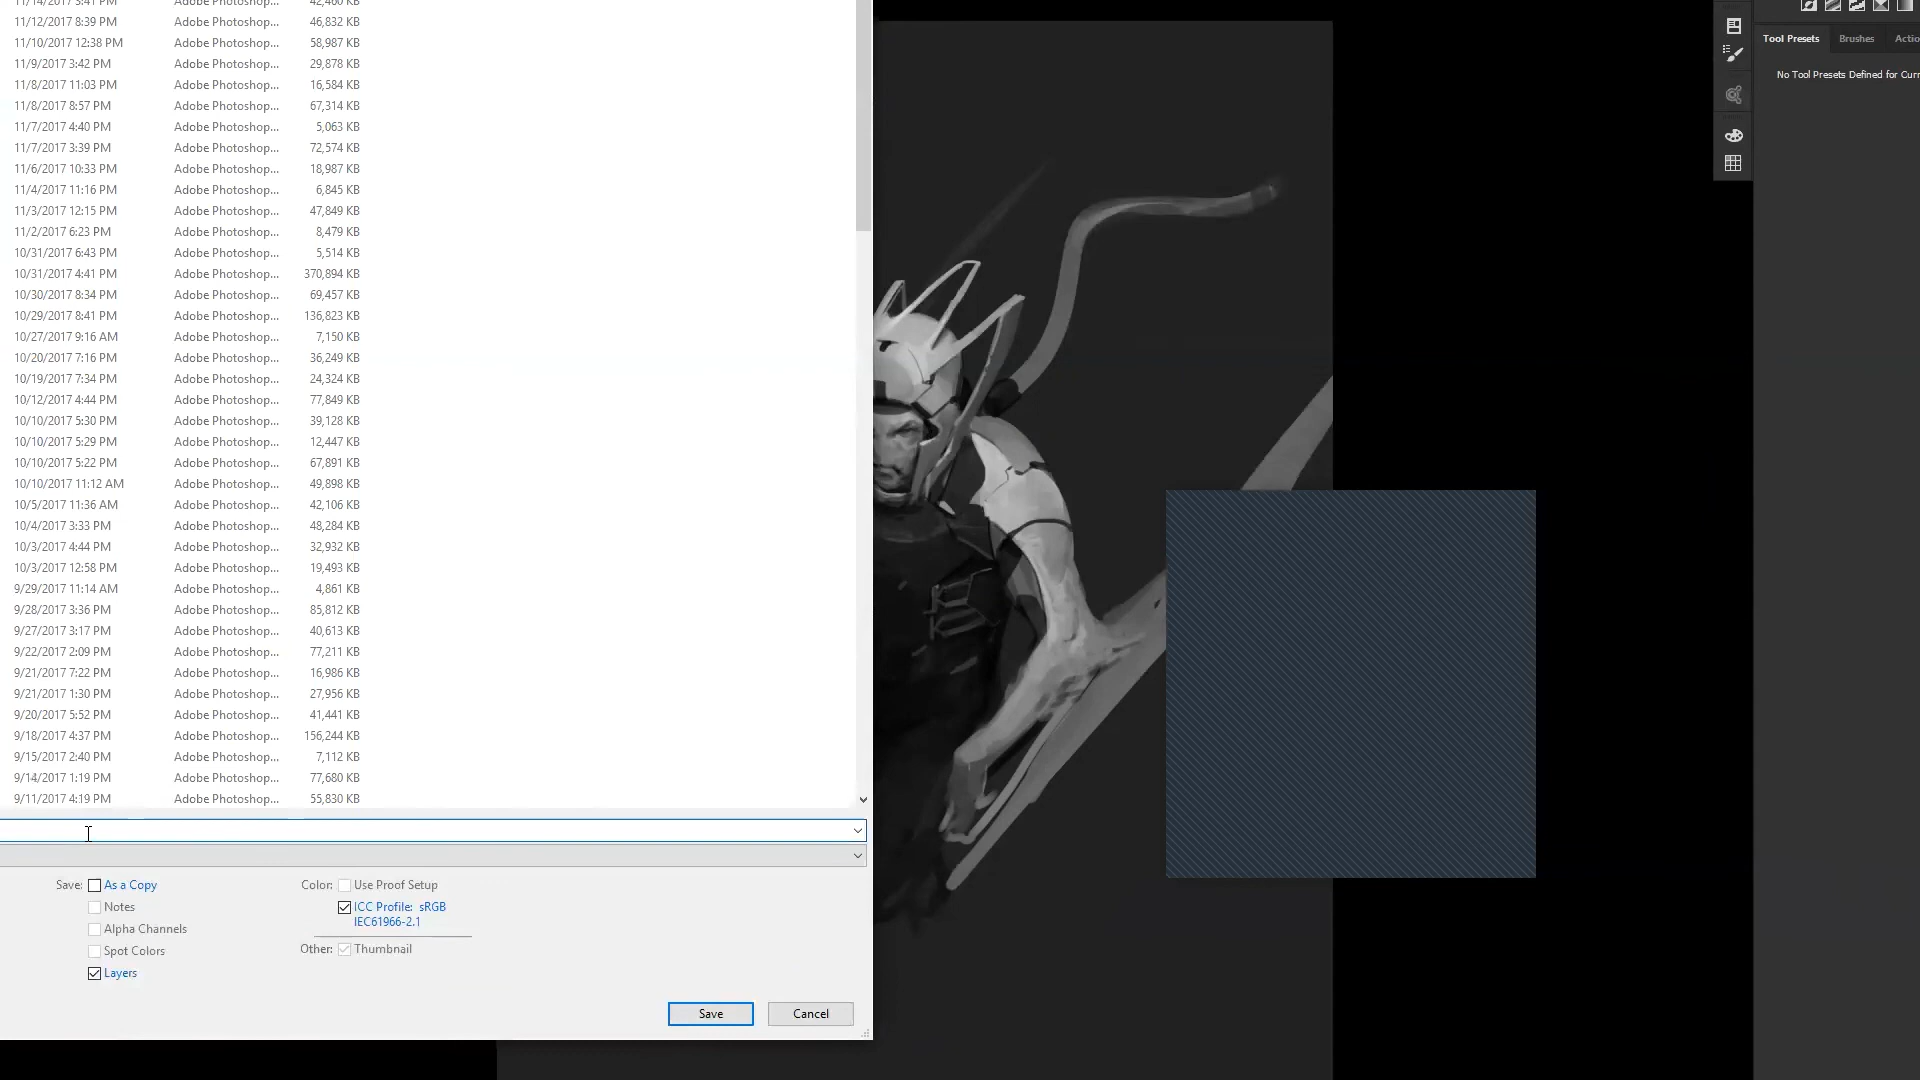 11/14/2017 3:41 PM Adobe Photoshop... 42,460 KB
11/12/2017 8:39 PM Adobe Photoshop... 46,832 KB
11/10/2017 12:38 PM Adobe Photoshop... 58,987 KB
11/9/2017 3:42 PM Adobe Photoshop... 29,878 KB
11/8/2017 11:03 PM Adobe Photoshop... 16,584 KB
11/8/2017 8:57 PM Adobe Photoshop... 67,314 KB
11/7/2017 4:40 PM Adobe Photoshop... 5,063 KB
11/7/2017 3:39 PM Adobe Photoshop... 72,574 KB
11/6/2017 10:33 PM Adobe Photoshop... 18,987 KB
11/4/2017 11:16 PM Adobe Photoshop... 6,845 KB
11/3/2017 12:15 PM Adobe Photoshop... 47,849 KB
11/2/2017 6:23 PM Adobe Photoshop... 8,479 KB
10/31/2017 6:43 PM Adobe Photoshop... 5,514 KB
10/31/2017 4:41 PM Adobe Photoshop... 370,894 KB
10/30/2017 8:34 PM Adobe Photoshop... 69,457 KB
10/29/2017 8:41 PM Adobe Photoshop... 136,823 KB
10/27/2017 9:16 AM Adobe Photoshop... 7,150 KB
10/20/2017 7:16 PM Adobe Photoshop... 36,249 KB
10/19/2017 7:34 PM Adobe Photoshop... 24,324 KB
10/12/2017 4:44 PM Adobe Photoshop... 77,849 KB
10/10/2017 5:30 PM Adobe Photoshop... 39,128 KB
10/10/2017 5:29 PM Adobe Photoshop... 12,447 KB
10/10/2017 5:22 PM Adobe Photoshop... 67,891 KB
10/10/2017 11:12 AM Adobe Photoshop... 49,898 KB
10/5/2017 11:36 AM Adobe Photoshop... 42,106 KB
10/4/2017 3:33 PM Adobe Photoshop... 48,284 KB
10/3/2017 4:44 PM Adobe Photoshop... 32,932 KB
10/3/2017 12:58 PM Adobe Photoshop... 19,493 KB
9/29/2017 11:14 AM Adobe Photoshop... 4,861 KB
9/28/2017 3:36 PM Adobe Photoshop... 85,812 KB
9/27/2017 3:17 PM Adobe Photoshop... 40,613 KB
9/22/2017 2:09 PM Adobe Photoshop... 77,211 KB
9/21/2017 7:22 PM Adobe Photoshop... 16,986 KB
9/21/2017 1:30 PM Adobe Photoshop... 27,956 KB
9/20/2017 5:52 PM Adobe Photoshop... 41,441 KB
9/18/2017 4:37 PM Adobe Photoshop... 156,244 KB
9/15/2017 2:40 PM Adobe Photoshop... 7,112 KB
9/14/2017 1:19 PM Adobe Photoshop... 77,680 KB
9/11/2017 4:19 PM Adobe Photoshop... 55,830 KB
Save: As a Copy
Notes
Alpha Channels
Spot Colors
Layers
Color: Use Proof Setup
ICC Profile: sRGB
IEC61966-2.1
Other: Thumbnail
Save Cancel
Tool Presets Brushes Actio
No Tool Presets Defined for Curr